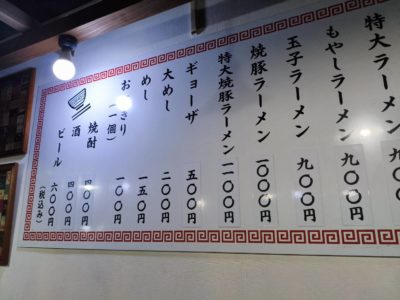 特大ラーメン 九〇〇円
もやしラーメン 九〇〇円
玉子ラーメン 九〇〇円
焼豚ラーメン 一〇〇〇円
特大焼豚ラーメン 一一〇〇円
ギョーザ 五〇〇円
大めし 二〇〇円
めし 一五〇円
おにぎり
(一個) 一〇〇円
焼酎 四〇〇円
酒 四〇〇円
ビール 六〇〇円
(税込み)